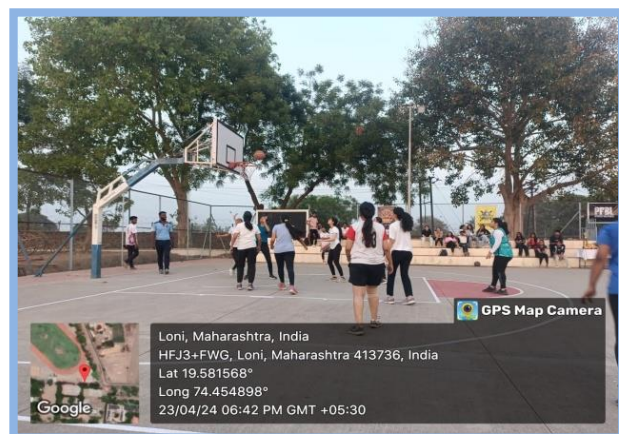 PFBL
GPS Map Camera
Loni, Maharashtra, India
HFJ3+FWG, Loni, Maharashtra 413736, India
Lat 19.581568°
Long 74.454898°
23/04/24 06:42 PM GMT +05:30
Google